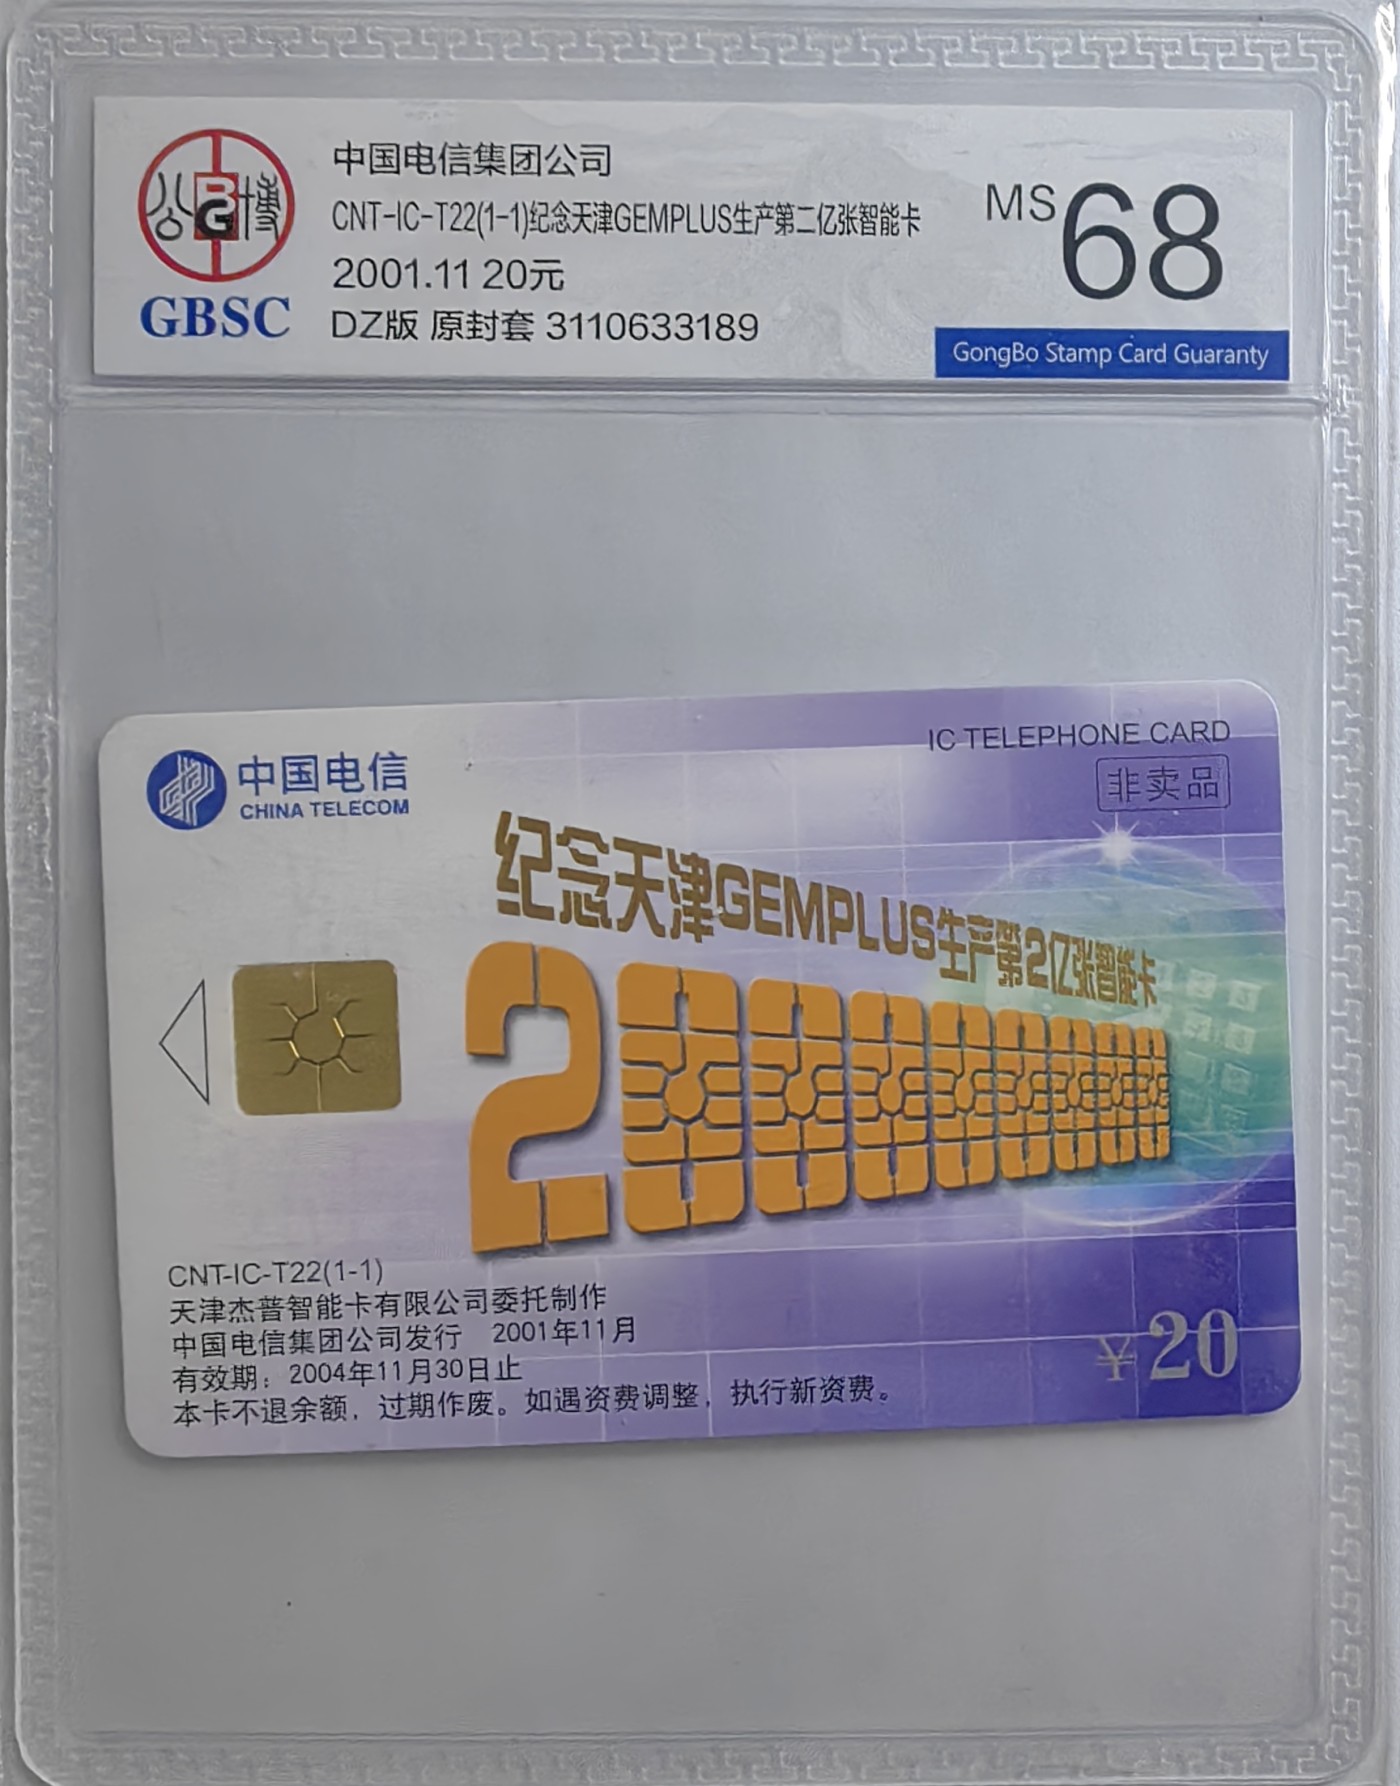 公博
BG
GBSC
中国电信集团公司
CNT-IC-T22(1-1)纪念天津GEMPLUS生产第二亿张智能卡
2001.11 20元
DZ版 原封套 3110633189
MS 68
GongBo Stamp Card Guaranty
中国电信
CHINA TELECOM
IC TELEPHONE CARD
非卖品
纪念天津GEMPLUS生产第2亿张智能卡
200000000
CNT-IC-T22(1-1)
天津杰普智能卡有限公司委托制作
中国电信集团公司发行 2001年11月
有效期：2004年11月30日止
本卡不退余额，过期作废。如遇资费调整，执行新资费。
¥20